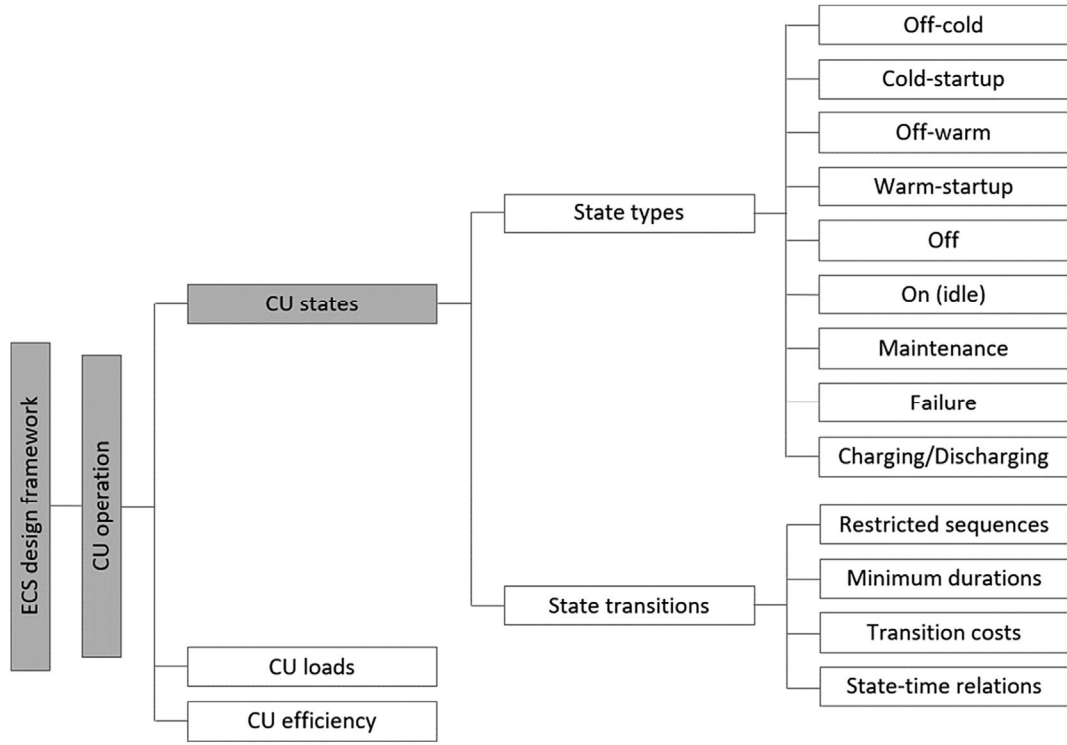 ECS design framework
CU operation
CU states
CU loads
CU efficiency
State types
State transitions
Off-cold
Cold-startup
Off-warm
Warm-startup
Off
On (idle)
Maintenance
Failure
Charging/Discharging
Restricted sequences
Minimum durations
Transition costs
State-time relations